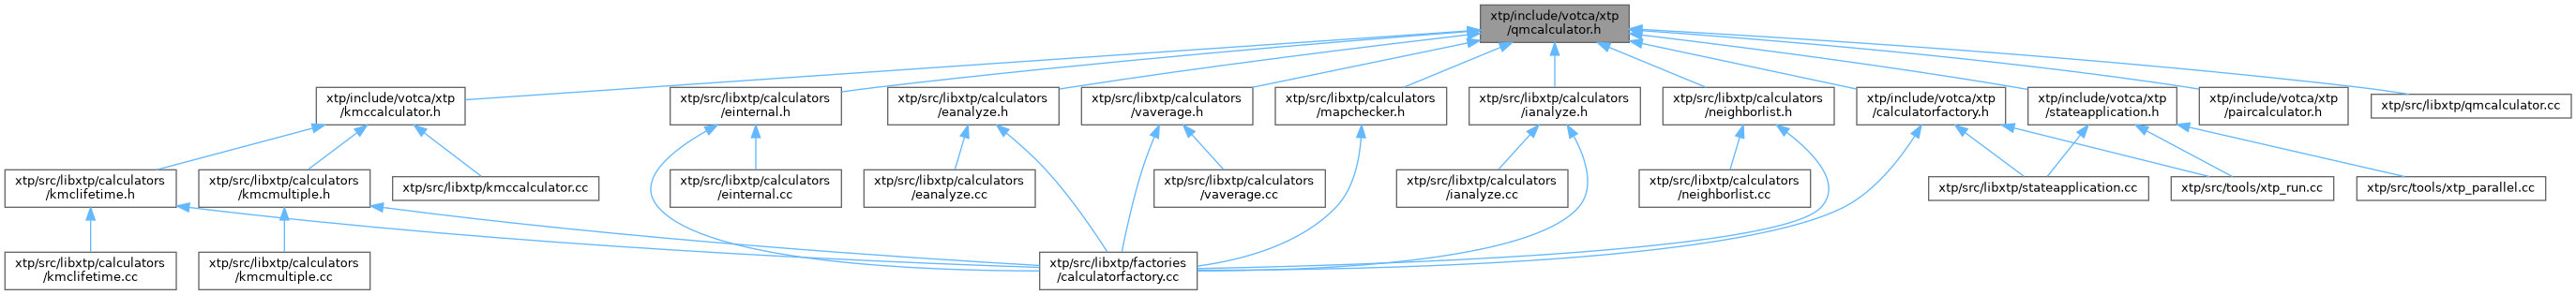 xtp/include/votca/xtp
/qmcalculator.h
xtp/include/votca/xtp
/kmccalculator.h
xtp/src/libxtp/calculators
/einternal.h
xtp/src/libxtp/calculators
/eanalyze.h
xtp/src/libxtp/calculators
/vaverage.h
xtp/src/libxtp/calculators
/mapchecker.h
xtp/src/libxtp/calculators
/ianalyze.h
xtp/src/libxtp/calculators
/neighborlist.h
xtp/include/votca/xtp
/calculatorfactory.h
xtp/include/votca/xtp
/stateapplication.h
xtp/include/votca/xtp
/paircalculator.h
xtp/src/libxtp/qmcalculator.cc
xtp/src/libxtp/calculators
/kmclifetime.h
xtp/src/libxtp/calculators
/kmcmultiple.h
xtp/src/libxtp/kmccalculator.cc
xtp/src/libxtp/calculators
/einternal.cc
xtp/src/libxtp/calculators
/eanalyze.cc
xtp/src/libxtp/calculators
/vaverage.cc
xtp/src/libxtp/calculators
/ianalyze.cc
xtp/src/libxtp/calculators
/neighborlist.cc
xtp/src/libxtp/stateapplication.cc
xtp/src/tools/xtp_run.cc
xtp/src/tools/xtp_parallel.cc
xtp/src/libxtp/calculators
/kmclifetime.cc
xtp/src/libxtp/calculators
/kmcmultiple.cc
xtp/src/libxtp/factories
/calculatorfactory.cc